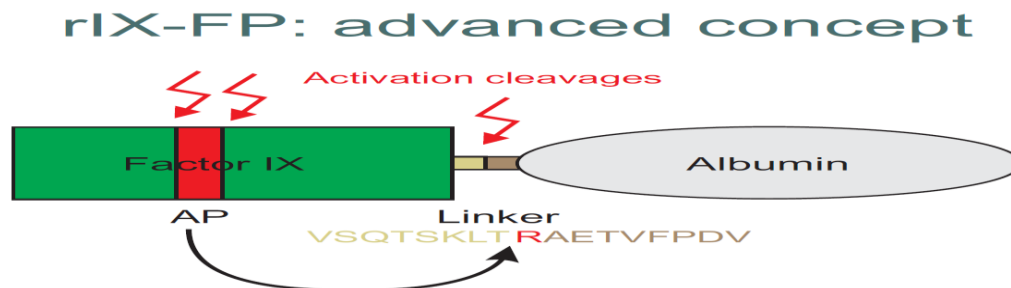 rIX-FP: advanced concept
Activation cleavages
Factor IX
Albumin
AP
Linker
VSQTSKLTRAETVFPDV